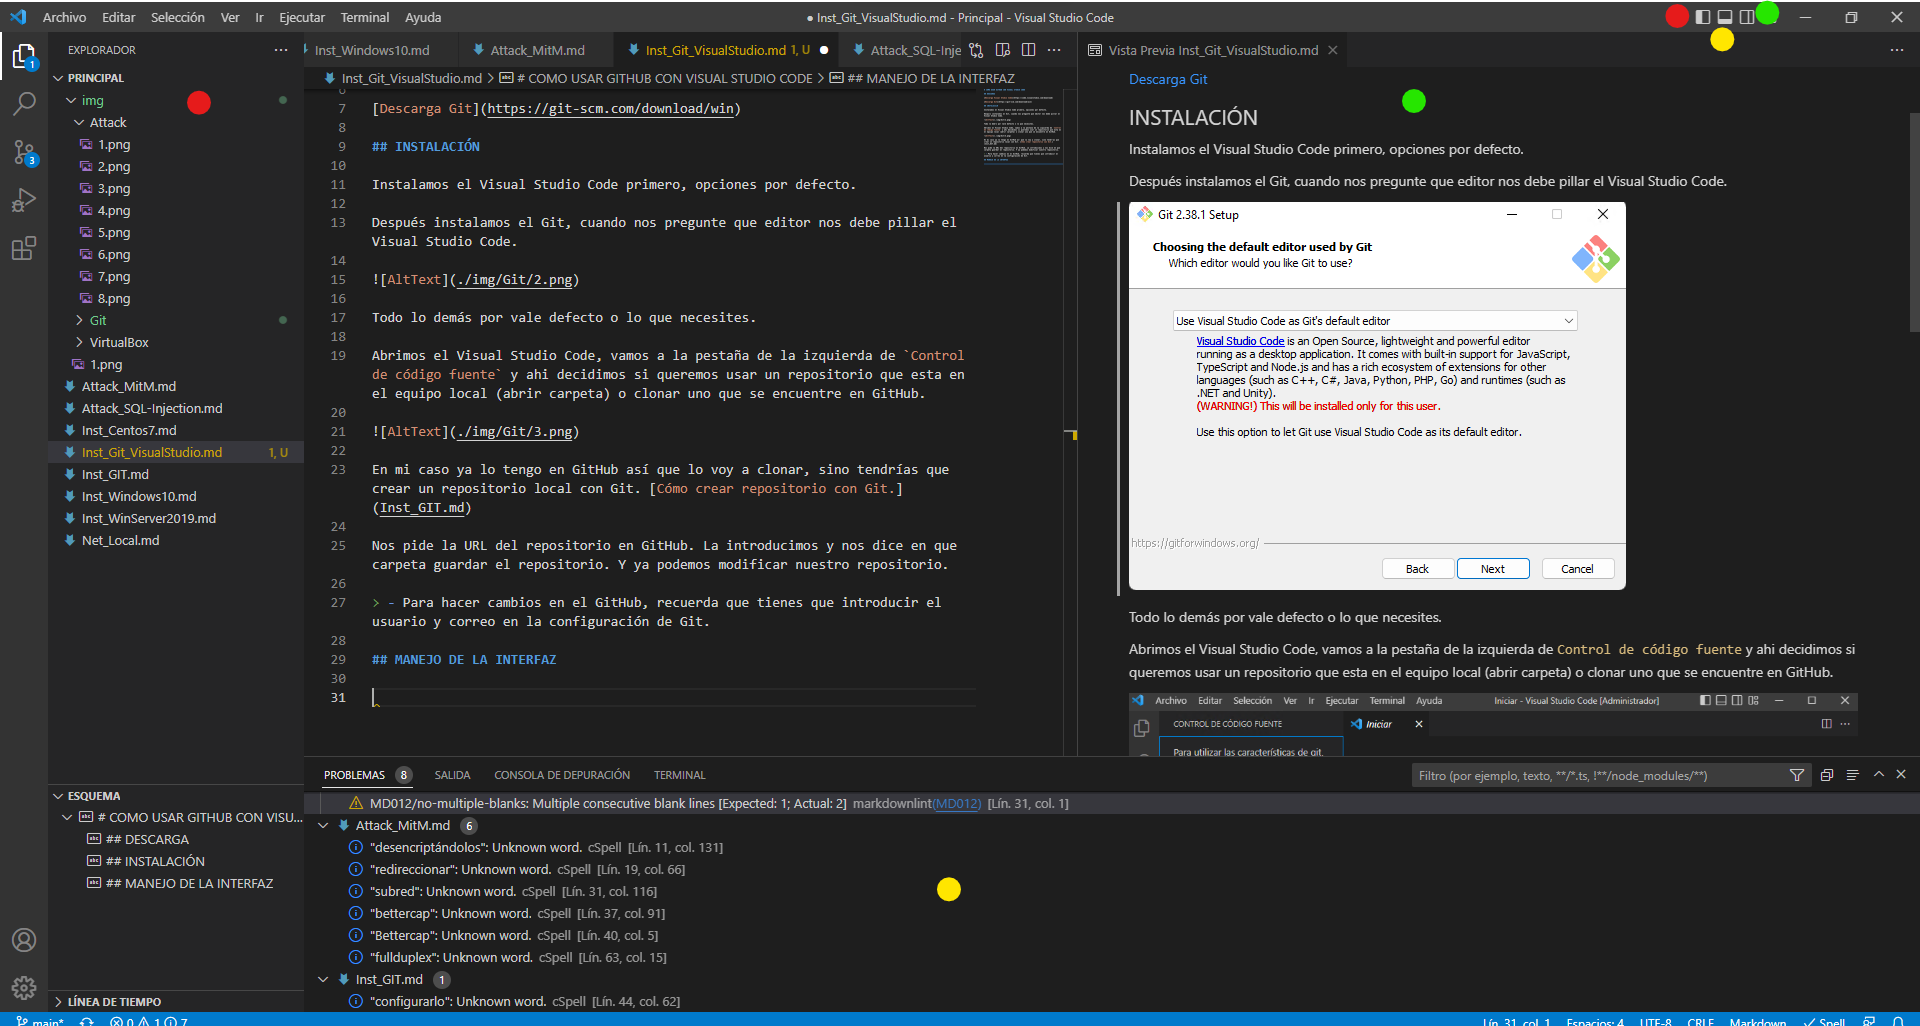 Archivo Editar Selección Ver Ir Ejecutar Terminal Ayuda
● Inst_Git_VisualStudio.md - Principal - Visual Studio Code
EXPLORADOR
PRINCIPAL
img
Attack
1.png
2.png
3.png
4.png
5.png
6.png
7.png
8.png
Git
VirtualBox
1.png
Attack_MitM.md
Attack_SQL-Injection.md
Inst_Centos7.md
Inst_Git_VisualStudio.md 1, U
Inst_GIT.md
Inst_Windows10.md
Inst_WinServer2019.md
Net_Local.md
ESQUEMA
# COMO USAR GITHUB CON VISU...
## DESCARGA
## INSTALACIÓN
## MANEJO DE LA INTERFAZ
LÍNEA DE TIEMPO
1
3
Inst_Windows10.md Attack_MitM.md Inst_Git_VisualStudio.md 1, U Attack_SQL-Inje
Inst_Git_VisualStudio.md > # COMO USAR GITHUB CON VISUAL STUDIO CODE > ## MANEJO DE LA INTERFAZ
6
7 [Descarga Git](https://git-scm.com/download/win)
8
9 ## INSTALACIÓN
10
11 Instalamos el Visual Studio Code primero, opciones por defecto.
12
13 Después instalamos el Git, cuando nos pregunte que editor nos debe pillar el
Visual Studio Code.
14
15 ![AltText](./img/Git/2.png)
16
17 Todo lo demás por vale defecto o lo que necesites.
18
19 Abrimos el Visual Studio Code, vamos a la pestaña de la izquierda de `Control
de código fuente` y ahi decidimos si queremos usar un repositorio que esta en
el equipo local (abrir carpeta) o clonar uno que se encuentre en GitHub.
20
21 ![AltText](./img/Git/3.png)
22
23 En mi caso ya lo tengo en GitHub así que lo voy a clonar, sino tendrías que
crear un repositorio local con Git. [Cómo crear repositorio con Git.]
(Inst_GIT.md)
24
25 Nos pide la URL del repositorio en GitHub. La introducimos y nos dice en que
carpeta guardar el repositorio. Y ya podemos modificar nuestro repositorio.
26
27 > - Para hacer cambios en el GitHub, recuerda que tienes que introducir el
usuario y correo en la configuración de Git.
28
29 ## MANEJO DE LA INTERFAZ
30
31
Vista Previa Inst_Git_VisualStudio.md
Descarga Git
INSTALACIÓN
Instalamos el Visual Studio Code primero, opciones por defecto.
Después instalamos el Git, cuando nos pregunte que editor nos debe pillar el Visual Studio Code.
Git 2.38.1 Setup
Choosing the default editor used by Git
Which editor would you like Git to use?
Use Visual Studio Code as Git's default editor
Visual Studio Code is an Open Source, lightweight and powerful editor
running as a desktop application. It comes with built-in support for JavaScript,
TypeScript and Node.js and has a rich ecosystem of extensions for other
languages (such as C++, C#, Java, Python, PHP, Go) and runtimes (such as
.NET and Unity).
(WARNING!) This will be installed only for this user.
Use this option to let Git use Visual Studio Code as its default editor.
https://gitforwindows.org/
Back Next Cancel
Todo lo demás por vale defecto o lo que necesites.
Abrimos el Visual Studio Code, vamos a la pestaña de la izquierda de Control de código fuente y ahi decidimos si
queremos usar un repositorio que esta en el equipo local (abrir carpeta) o clonar uno que se encuentre en GitHub.
Archivo Editar Selección Ver Ir Ejecutar Terminal Ayuda Iniciar - Visual Studio Code [Administrador]
CONTROL DE CÓDIGO FUENTE Iniciar
Para utilizar las características de git,
PROBLEMAS 8 SALIDA CONSOLA DE DEPURACIÓN TERMINAL Filtro (por ejemplo, texto, **/*.ts, !**/node_modules/**)
MD012/no-multiple-blanks: Multiple consecutive blank lines [Expected: 1; Actual: 2] markdownlint(MD012) [Lín. 31, col. 1]
Attack_MitM.md 6
"desencriptándolos": Unknown word. cSpell [Lín. 11, col. 131]
"redireccionar": Unknown word. cSpell [Lín. 19, col. 66]
"subred": Unknown word. cSpell [Lín. 31, col. 116]
"bettercap": Unknown word. cSpell [Lín. 37, col. 91]
"Bettercap": Unknown word. cSpell [Lín. 40, col. 5]
"fullduplex": Unknown word. cSpell [Lín. 63, col. 15]
Inst_GIT.md 1
"configurarlo": Unknown word. cSpell [Lín. 44, col. 62]
main* 0 1 7 Lín. 31, col. 1 Espacios: 4 UTF-8 CRLF Markdown Spell